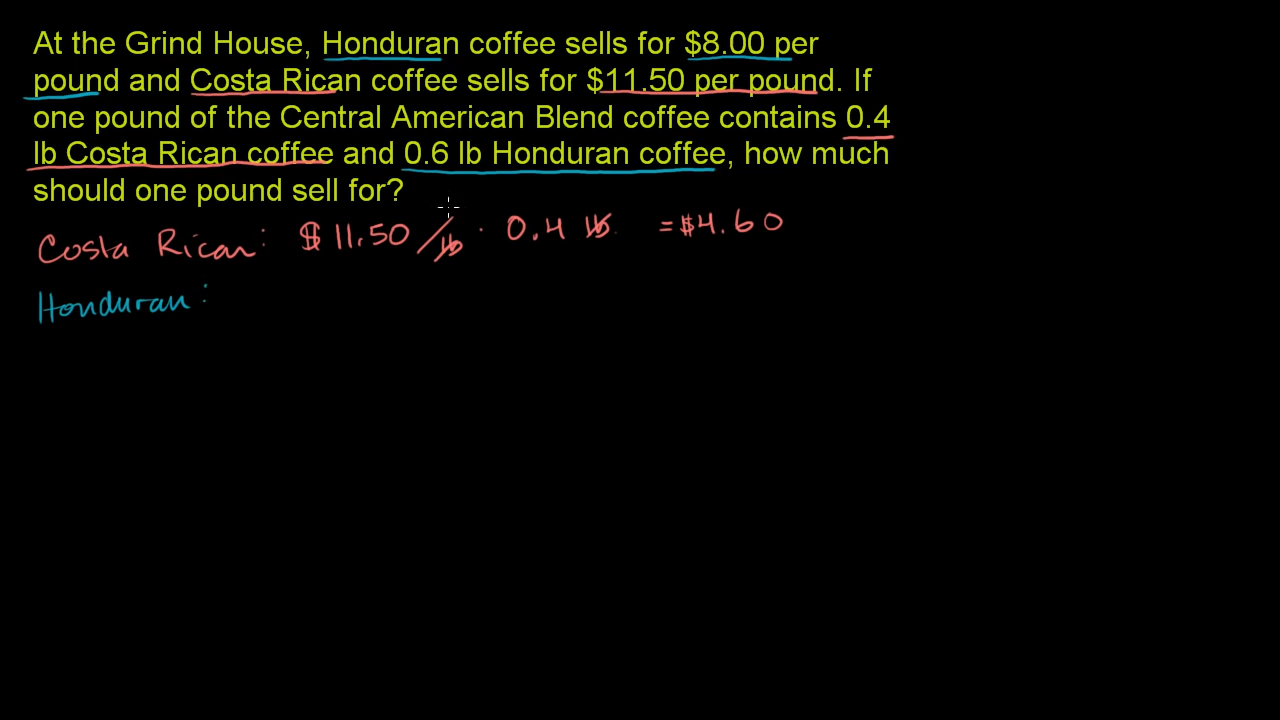 At the Grind House, Honduran coffee sells for $8.00 per
pound and Costa Rican coffee sells for $11.50 per pound. If
one pound of the Central American Blend coffee contains 0.4
lb Costa Rican coffee and 0.6 lb Honduran coffee, how much
should one pound sell for?
Costa Rican: $11.50/lb · 0.4 lb. = $4.60
Honduran: